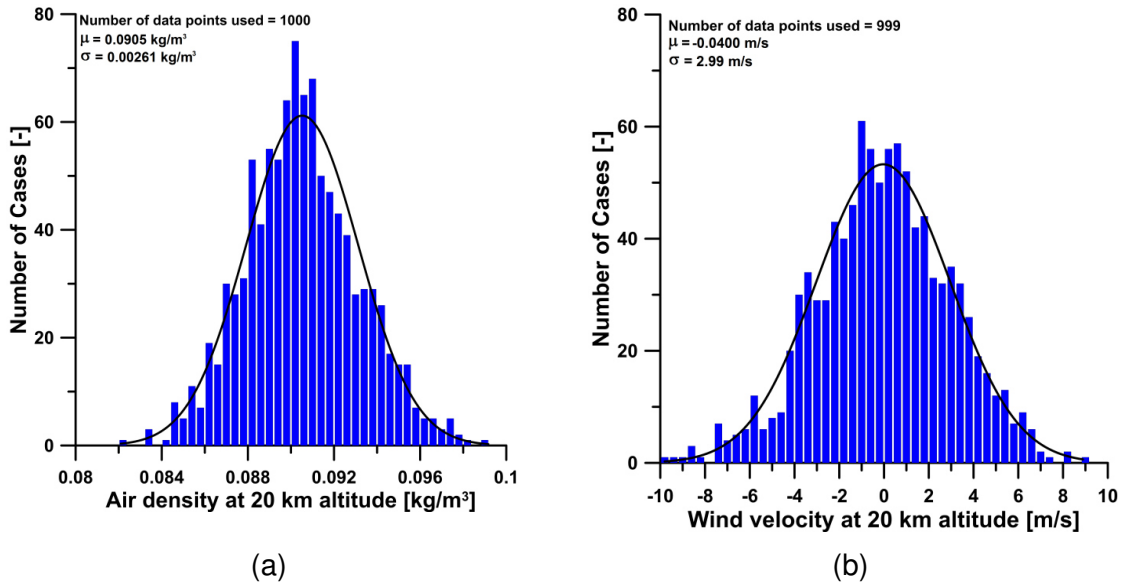 Number of data points used = 1000
μ = 0.0905 kg/m³
σ = 0.00261 kg/m³
80
60
40
20
0
Number of Cases [-]
0.08 0.084 0.088 0.092 0.096 0.1
Air density at 20 km altitude [kg/m³]
(a)
Number of data points used = 999
μ = -0.0400 m/s
σ = 2.99 m/s
80
60
40
20
0
Number of Cases [-]
-10 -8 -6 -4 -2 0 2 4 6 8 10
Wind velocity at 20 km altitude [m/s]
(b)